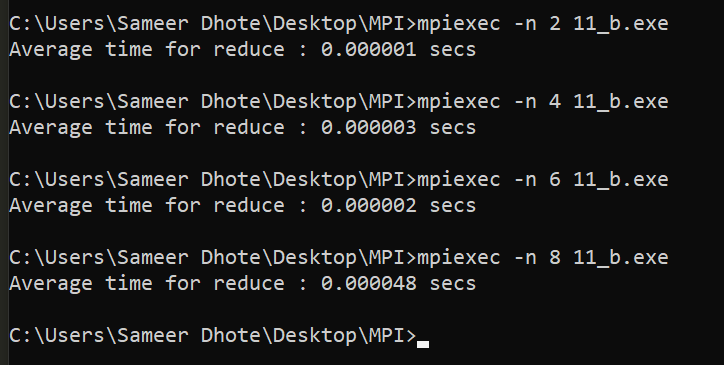 C:\Users\Sameer Dhote\Desktop\MPI>mpiexec -n 2 11_b.exe
Average time for reduce : 0.000001 secs
C:\Users\Sameer Dhote\Desktop\MPI>mpiexec -n 4 11_b.exe
Average time for reduce : 0.000003 secs
C:\Users\Sameer Dhote\Desktop\MPI>mpiexec -n 6 11_b.exe
Average time for reduce : 0.000002 secs
C:\Users\Sameer Dhote\Desktop\MPI>mpiexec -n 8 11_b.exe
Average time for reduce : 0.000048 secs
C:\Users\Sameer Dhote\Desktop\MPI>